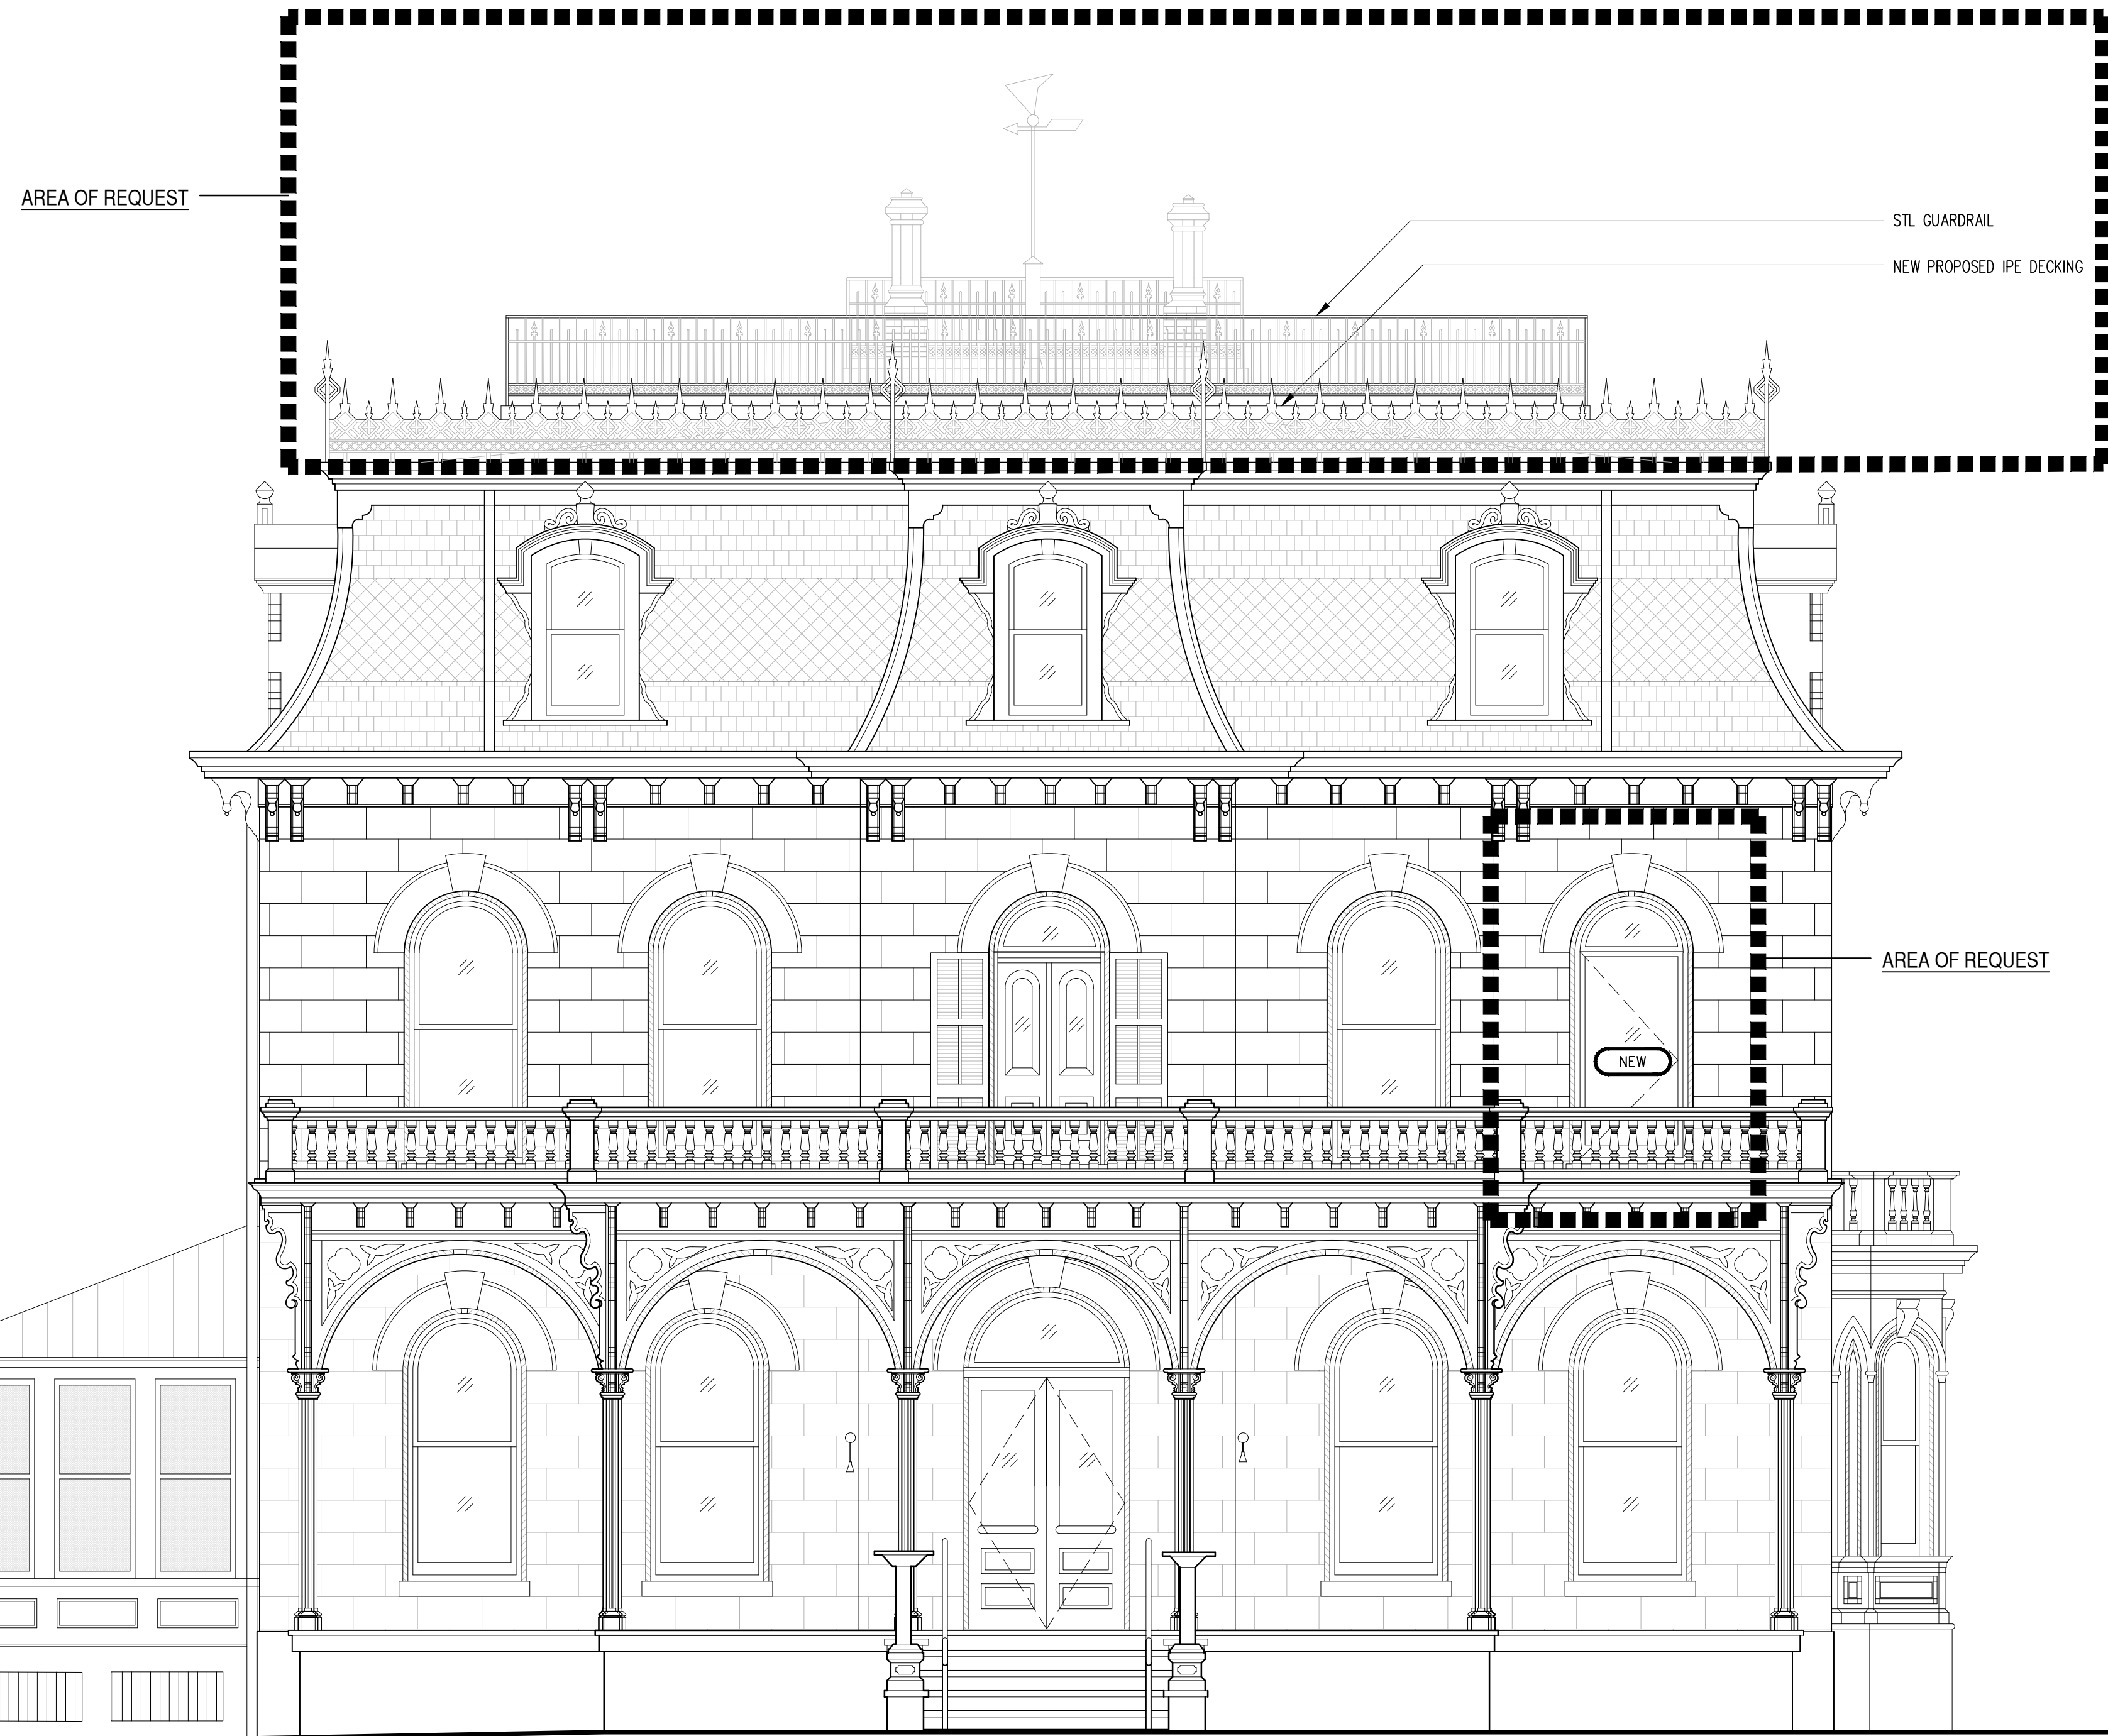 AREA OF REQUEST
STL GUARDRAIL
NEW PROPOSED IPE DECKING
AREA OF REQUEST
NEW